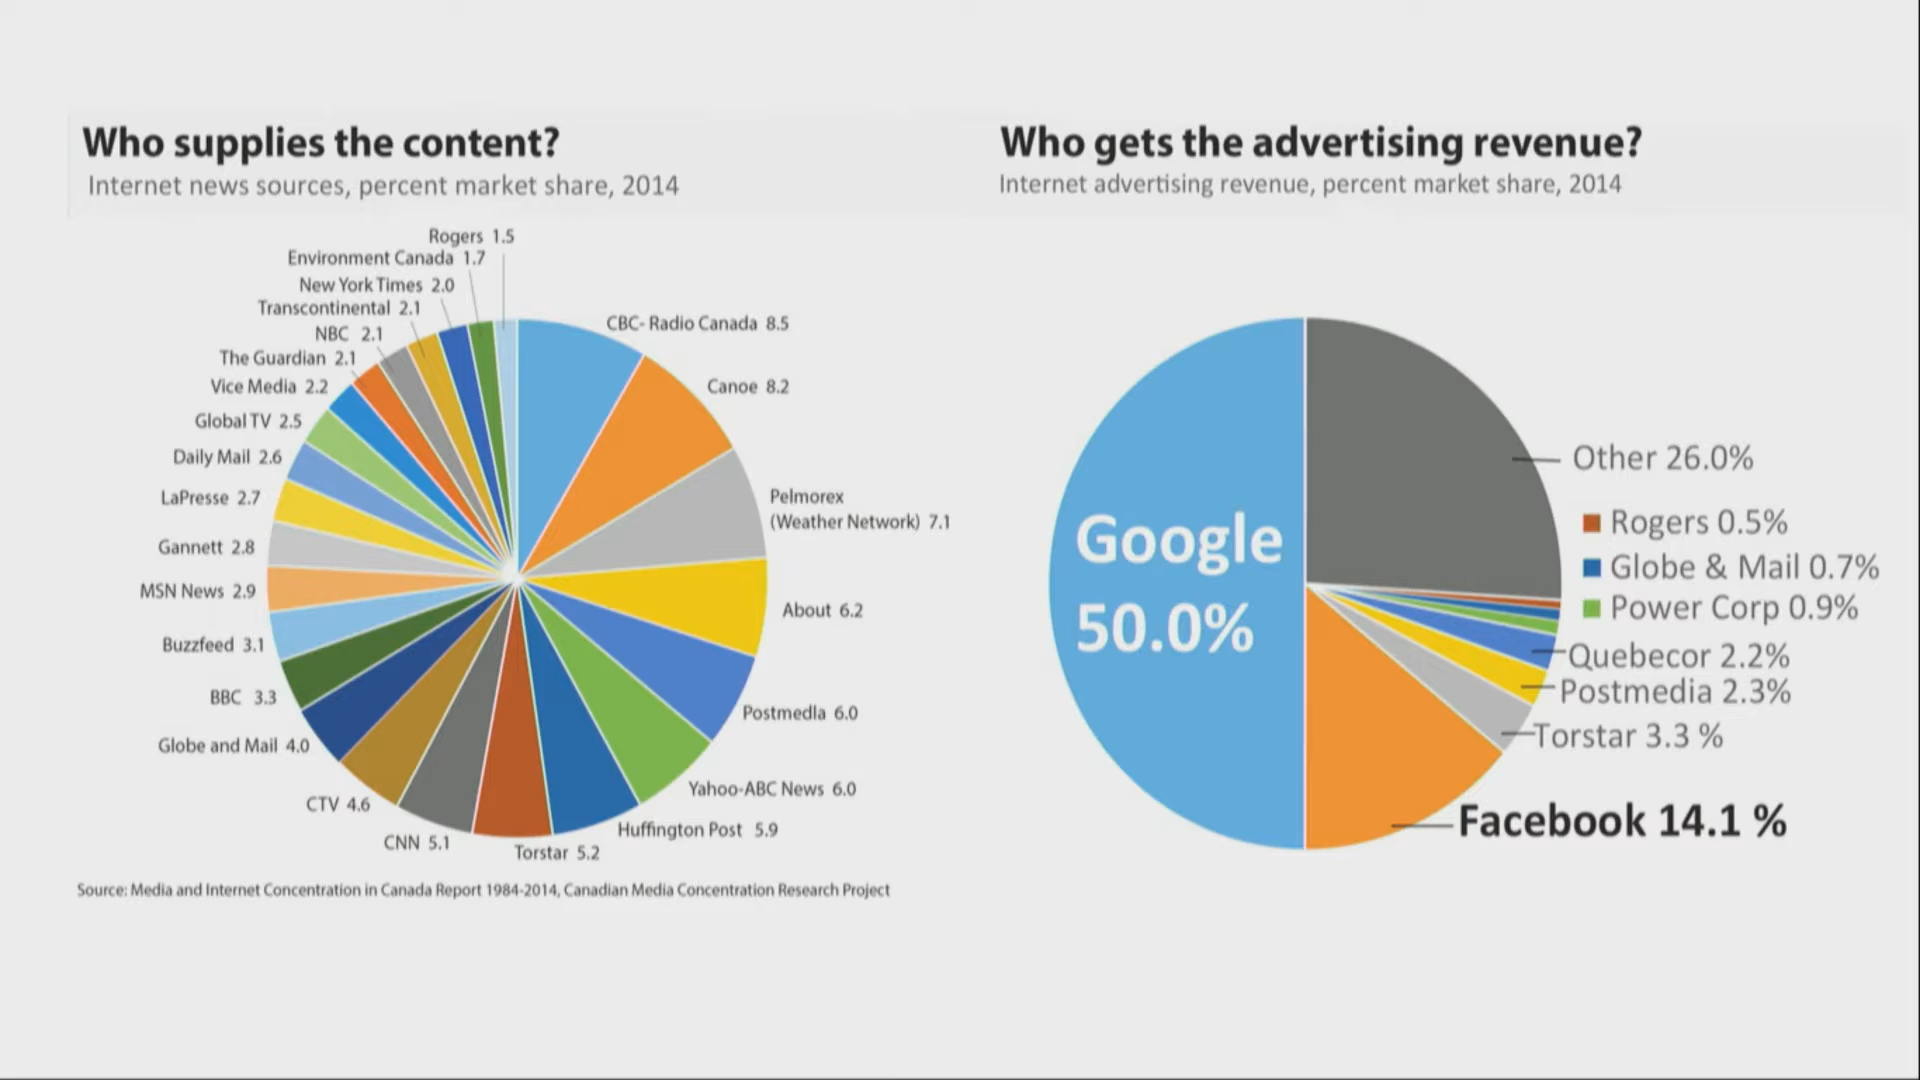 Who supplies the content?
Internet news sources, percent market share, 2014
Rogers 1.5
Environment Canada 1.7
New York Times 2.0
Transcontinental 2.1
NBC 2.1
The Guardian 2.1
Vice Media 2.2
Global TV 2.5
Daily Mail 2.6
LaPresse 2.7
Gannett 2.8
MSN News 2.9
Buzzfeed 3.1
BBC 3.3
Globe and Mail 4.0
CTV 4.6
CNN 5.1
Torstar 5.2
Huffington Post 5.9
Yahoo-ABC News 6.0
Postmedla 6.0
About 6.2
Pelmorex
(Weather Network) 7.1
Canoe 8.2
CBC- Radio Canada 8.5
Source: Media and Internet Concentration in Canada Report 1984-2014, Canadian Media Concentration Research Project
Who gets the advertising revenue?
Internet advertising revenue, percent market share, 2014
Google
50.0%
Other 26.0%
Rogers 0.5%
Globe & Mail 0.7%
Power Corp 0.9%
Quebecor 2.2%
Postmedia 2.3%
Torstar 3.3 %
Facebook 14.1 %